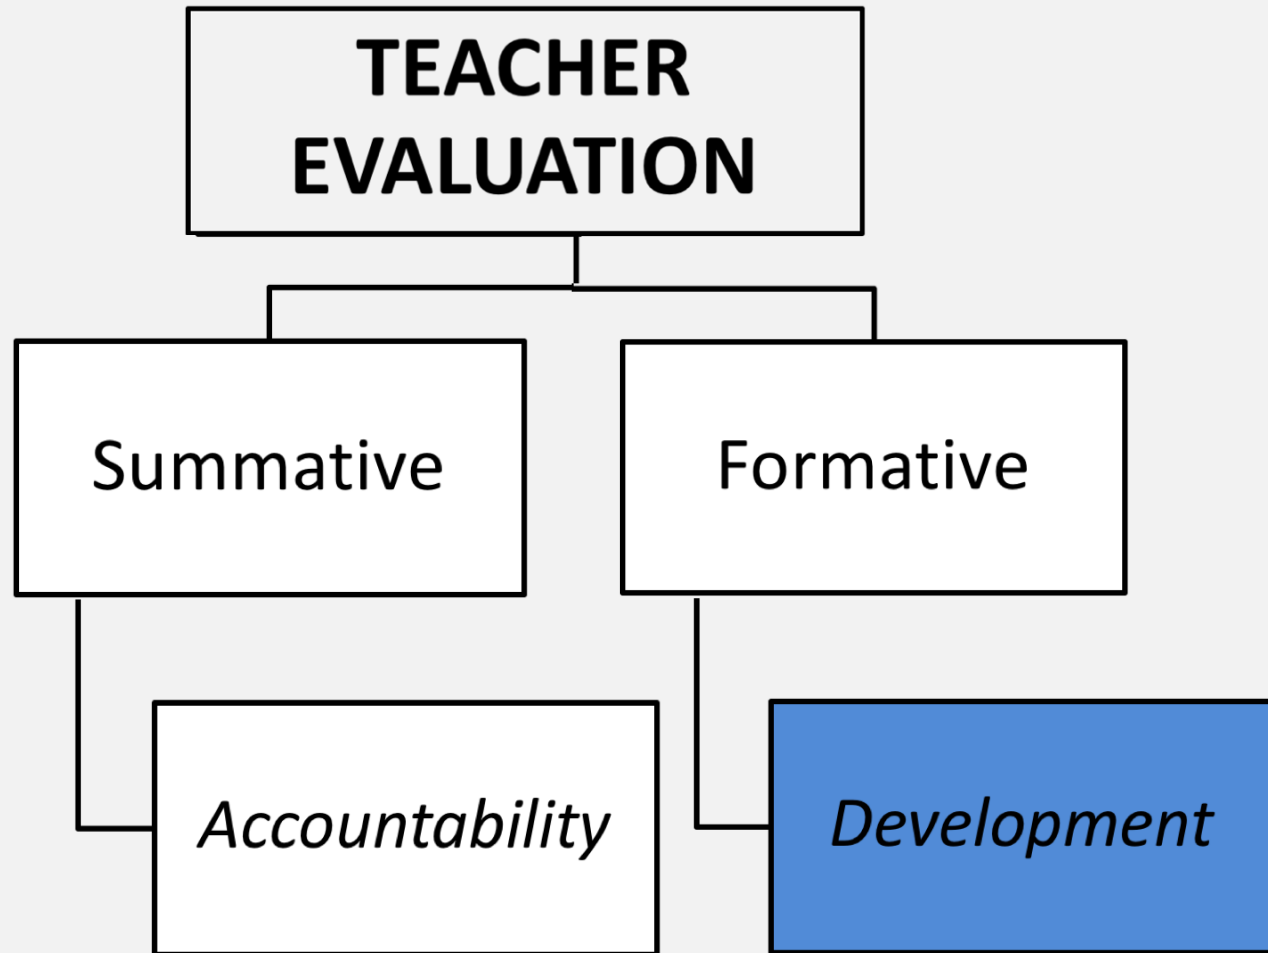 TEACHER
EVALUATION
Summative
Formative
Accountability
Development